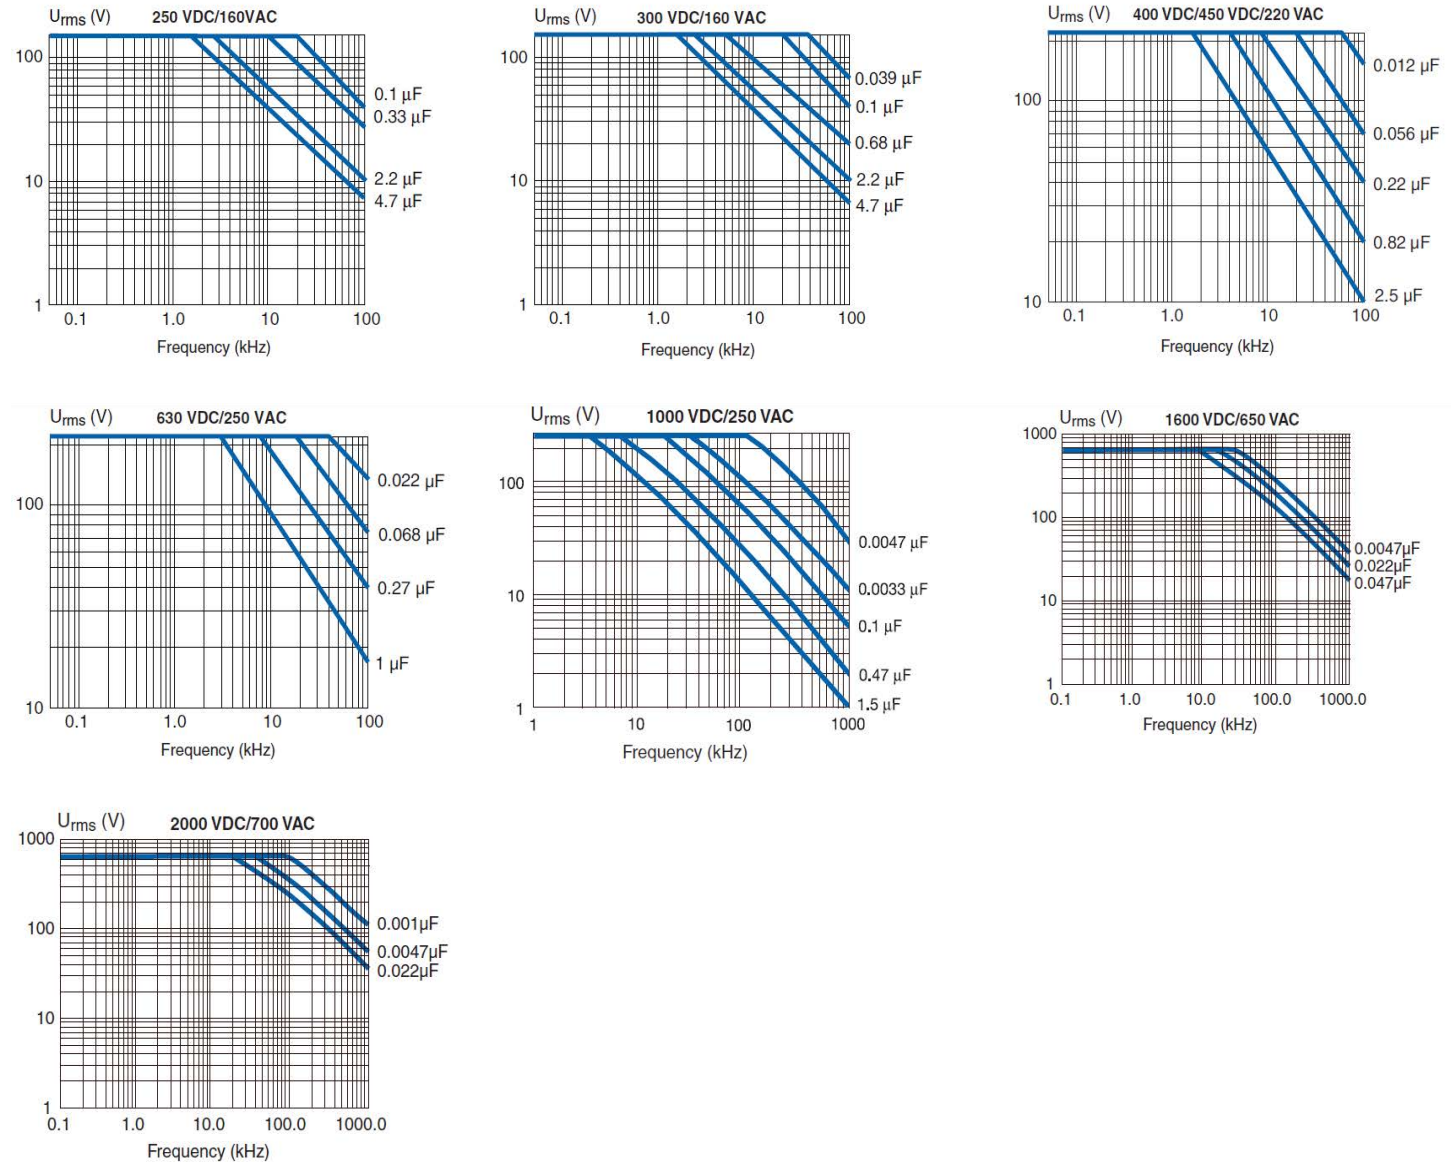 Urms (V) 250 VDC/160VAC
100
10
1
0.1 µF
0.33 µF
2.2 µF
4.7 µF
0.1 1.0 10 100
Frequency (kHz)
Urms (V) 300 VDC/160 VAC
100
10
1
0.039 µF
0.1 µF
0.68 µF
2.2 µF
4.7 µF
0.1 1.0 10 100
Frequency (kHz)
Urms (V) 400 VDC/450 VDC/220 VAC
100
10
0.012 µF
0.056 µF
0.22 µF
0.82 µF
2.5 µF
0.1 1.0 10 100
Frequency (kHz)
Urms (V) 630 VDC/250 VAC
100
10
0.022 µF
0.068 µF
0.27 µF
1 µF
0.1 1.0 10 100
Frequency (kHz)
Urms (V) 1000 VDC/250 VAC
100
10
1
0.0047 µF
0.0033 µF
0.1 µF
0.47 µF
1.5 µF
1 10 100 1000
Frequency (kHz)
Urms (V) 1600 VDC/650 VAC
1000
100
10
1
0.0047µF
0.022µF
0.047µF
0.1 1.0 10.0 100.0 1000.0
Frequency (kHz)
Urms (V) 2000 VDC/700 VAC
1000
100
10
1
0.001µF
0.0047µF
0.022µF
0.1 1.0 10.0 100.0 1000.0
Frequency (kHz)